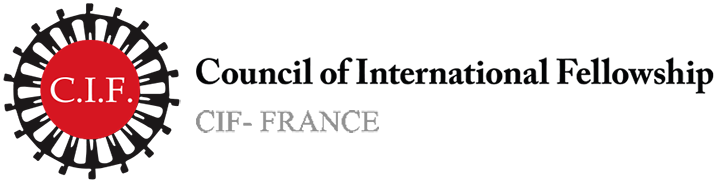 C.I.F.
Council of International Fellowship
CIF- FRANCE